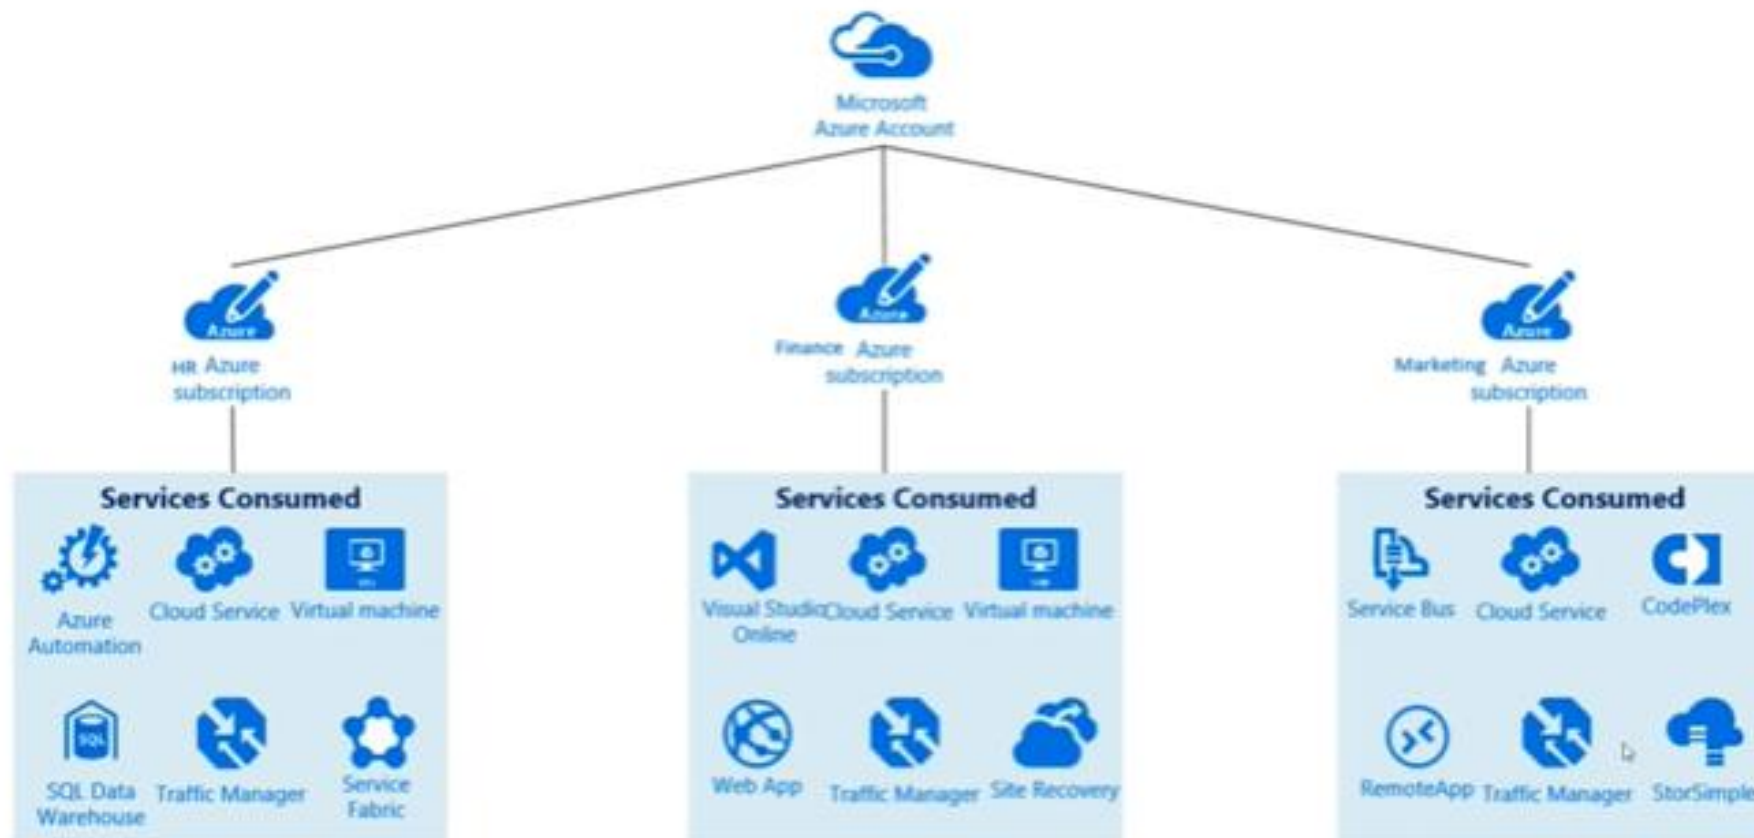 Microsoft
Azure Account
Azure
HR Azure
subscription
Azure
Finance Azure
subscription
Azure
Marketing Azure
subscription
Services Consumed
Azure
Automation
Cloud Service
Virtual machine
SQL
SQL Data
Warehouse
Traffic Manager
Service
Fabric
Services Consumed
Visual Studio
Online
Cloud Service
Virtual machine
Web App
Traffic Manager
Site Recovery
Services Consumed
Service Bus
Cloud Service
CodePlex
RemoteApp
Traffic Manager
StorSimple